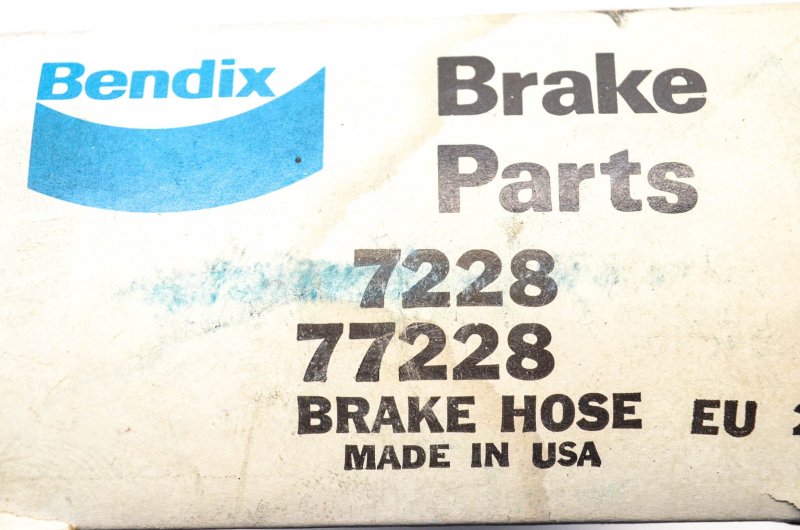 Bendix
Brake
Parts
7228
77228
BRAKE HOSE EU
MADE IN USA